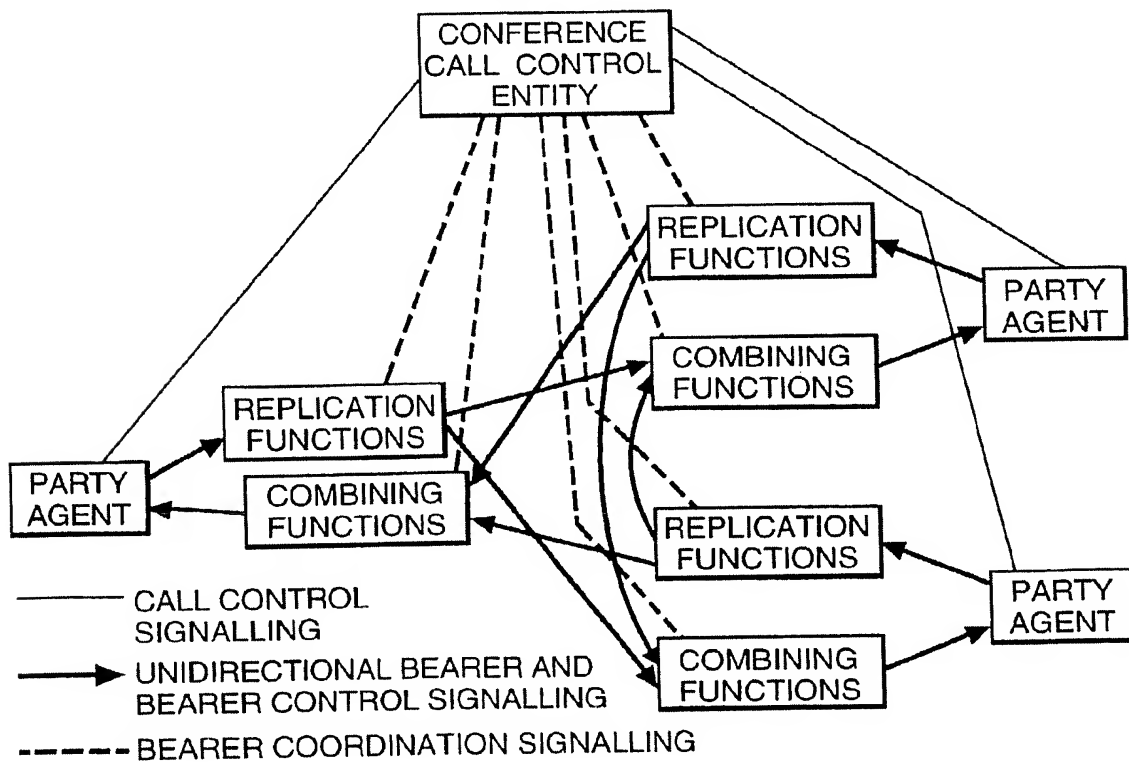 CONFERENCE
CALL CONTROL
ENTITY
REPLICATION
FUNCTIONS
PARTY
AGENT
COMBINING
FUNCTIONS
REPLICATION
FUNCTIONS
PARTY
AGENT
COMBINING
FUNCTIONS
REPLICATION
FUNCTIONS
PARTY
AGENT
COMBINING
FUNCTIONS
CALL CONTROL
SIGNALLING
UNIDIRECTIONAL BEARER AND
BEARER CONTROL SIGNALLING
BEARER COORDINATION SIGNALLING